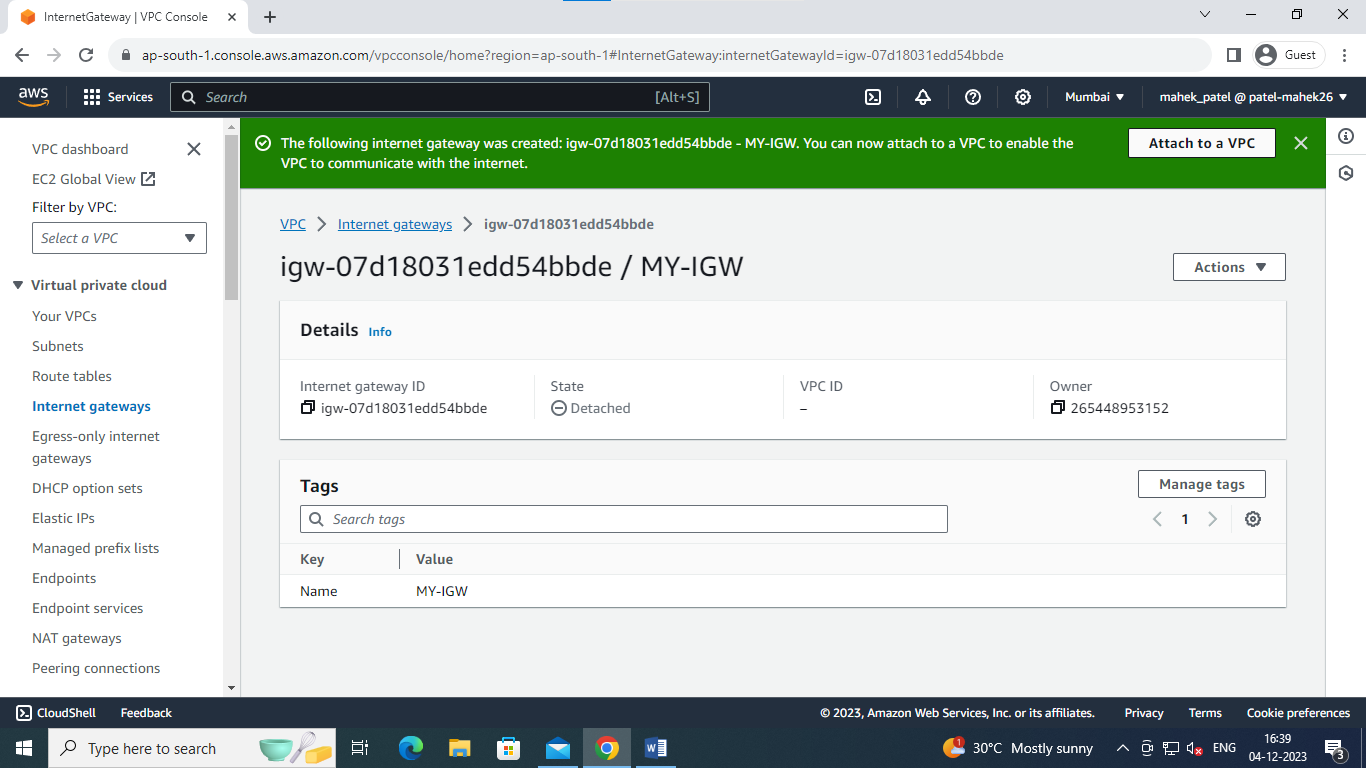 InternetGateway | VPC Console
ap-south-1.console.aws.amazon.com/vpcconsole/home?region=ap-south-1#InternetGateway:internetGatewayId=igw-07d18031edd54bbde
Guest
aws
Services
Search
[Alt+S]
Mumbai
mahek_patel @ patel-mahek26
VPC dashboard
EC2 Global View
Filter by VPC:
Select a VPC
Virtual private cloud
Your VPCs
Subnets
Route tables
Internet gateways
Egress-only internet
gateways
DHCP option sets
Elastic IPs
Managed prefix lists
Endpoints
Endpoint services
NAT gateways
Peering connections
The following internet gateway was created: igw-07d18031edd54bbde - MY-IGW. You can now attach to a VPC to enable the
VPC to communicate with the internet.
Attach to a VPC
VPC
Internet gateways
igw-07d18031edd54bbde
igw-07d18031edd54bbde / MY-IGW
Actions
Details
Info
Internet gateway ID
igw-07d18031edd54bbde
State
Detached
VPC ID
–
Owner
265448953152
Tags
Manage tags
Search tags
1
Key
Value
Name
MY-IGW
CloudShell
Feedback
© 2023, Amazon Web Services, Inc. or its affiliates.
Privacy
Terms
Cookie preferences
Type here to search
1
30°C Mostly sunny
ENG
16:39
04-12-2023
3